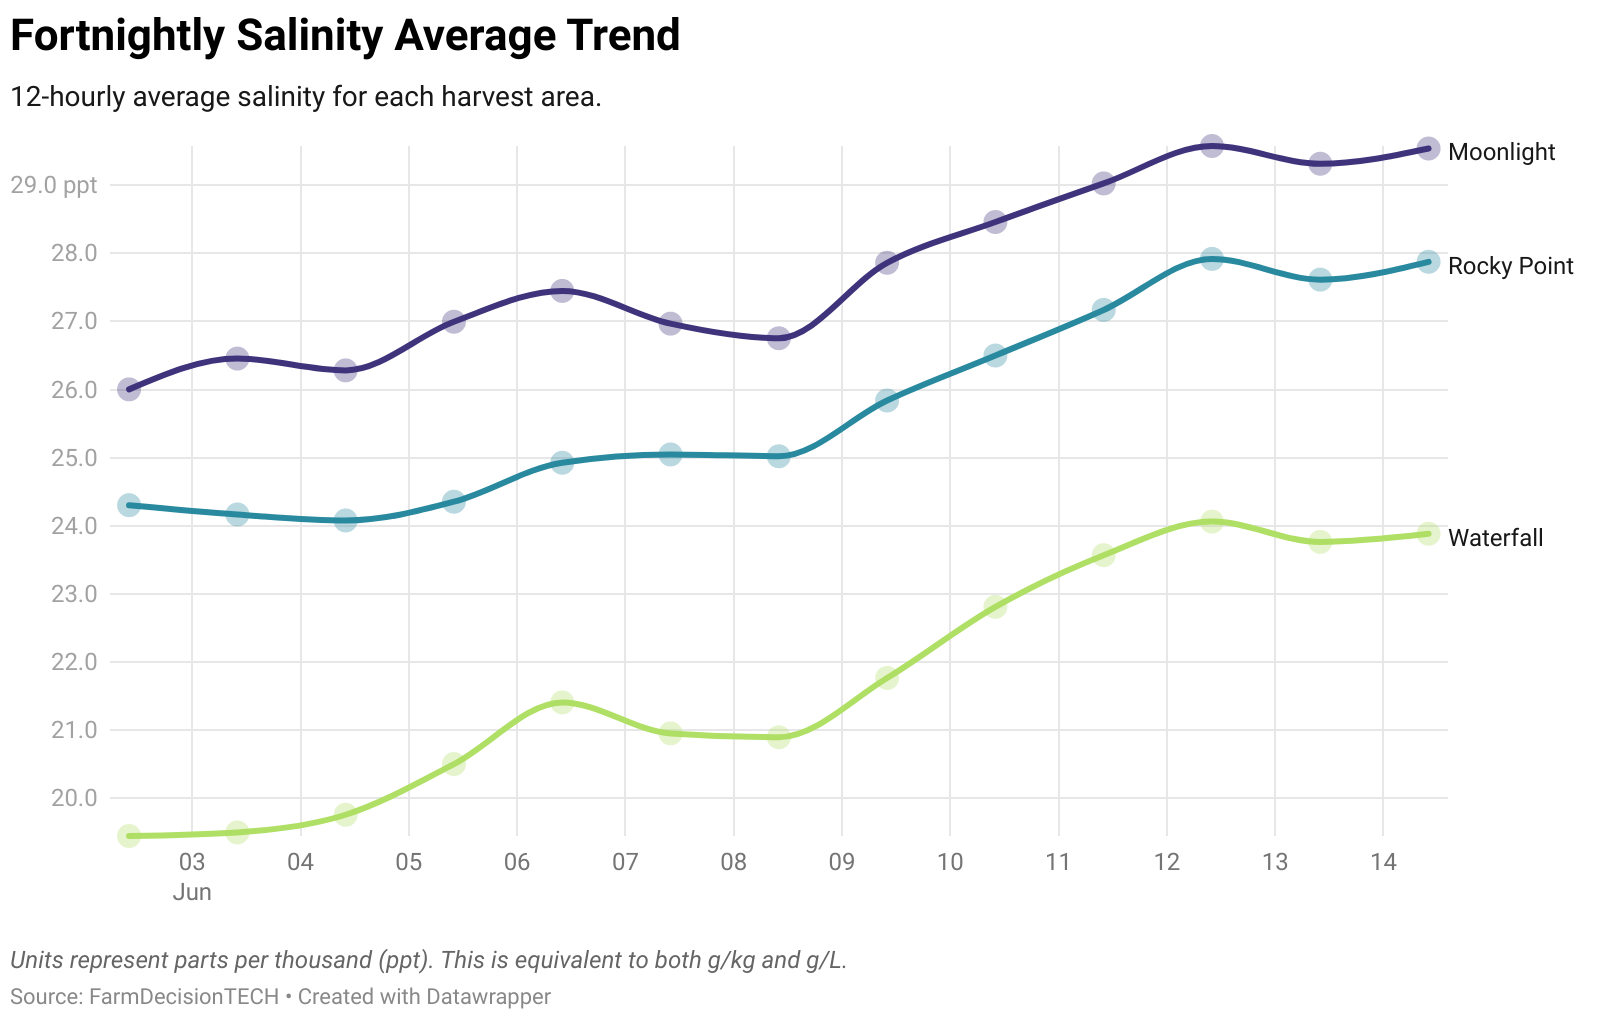 Fortnightly Salinity Average Trend
12-hourly average salinity for each harvest area.
Moonlight
29.0 ppt
28.0
Rocky Point
27.0
26.0
25.0
24.0
Waterfall
23.0
22.0
21.0
20.0
03 04 05 06 07 08 09 10 11 12 13 14
Jun
Units represent parts per thousand (ppt). This is equivalent to both g/kg and g/L.
Source: FarmDecisionTECH • Created with Datawrapper